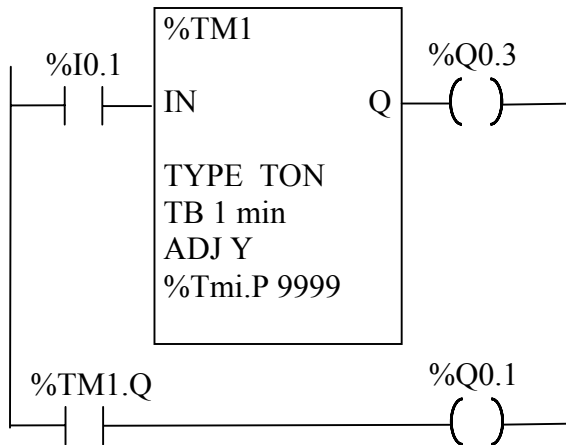 %TM1
%I0.1
%Q0.3
IN
Q
TYPE TON
TB 1 min
ADJ Y
%Tmi.P 9999
%TM1.Q
%Q0.1